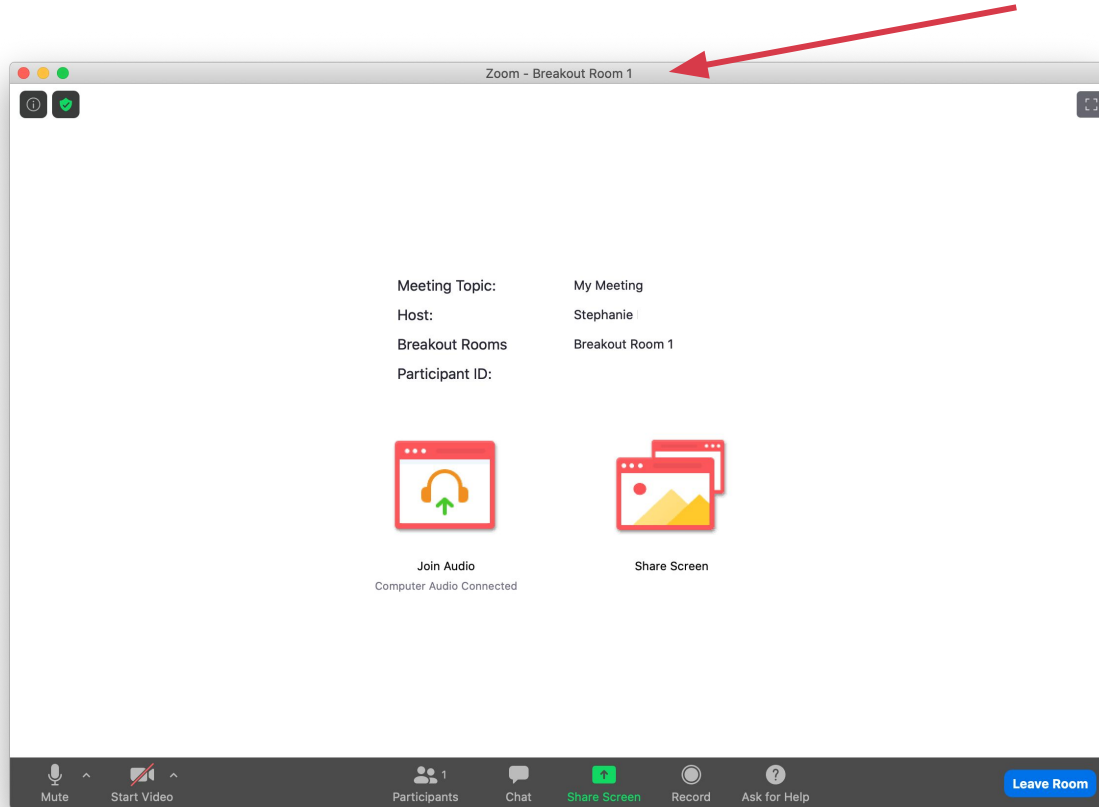 Zoom - Breakout Room 1
Meeting Topic: My Meeting
Host: Stephanie
Breakout Rooms Breakout Room 1
Participant ID:
Join Audio Share Screen
Computer Audio Connected
1
Mute Start Video Participants Chat Share Screen Record Ask for Help Leave Room